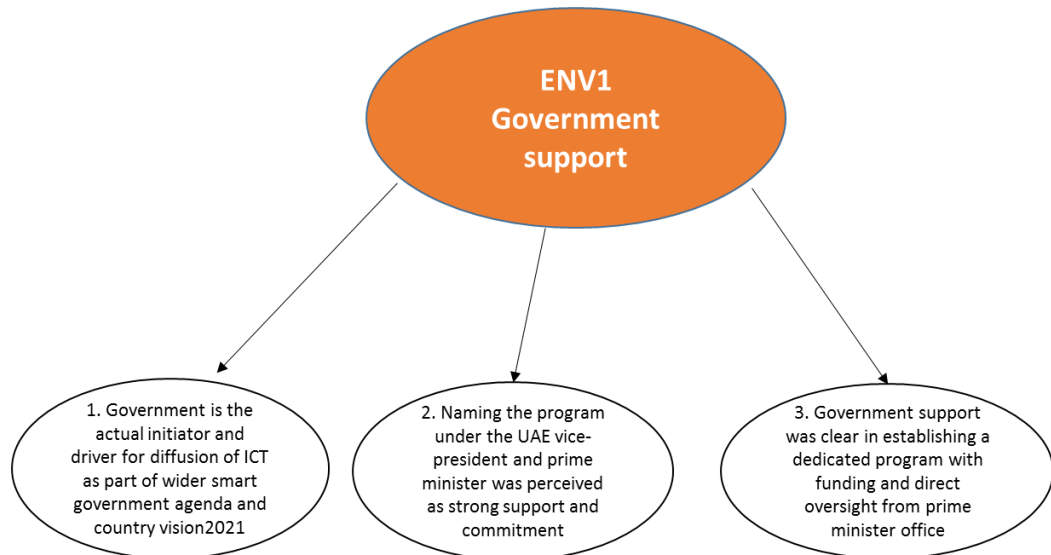 ENV1
Government
support
1. Government is the
actual initiator and
driver for diffusion of ICT
as part of wider smart
government agenda and
country vision2021
2. Naming the program
under the UAE vice-
president and prime
minister was perceived
as strong support and
commitment
3. Government support
was clear in establishing a
dedicated program with
funding and direct
oversight from prime
minister office